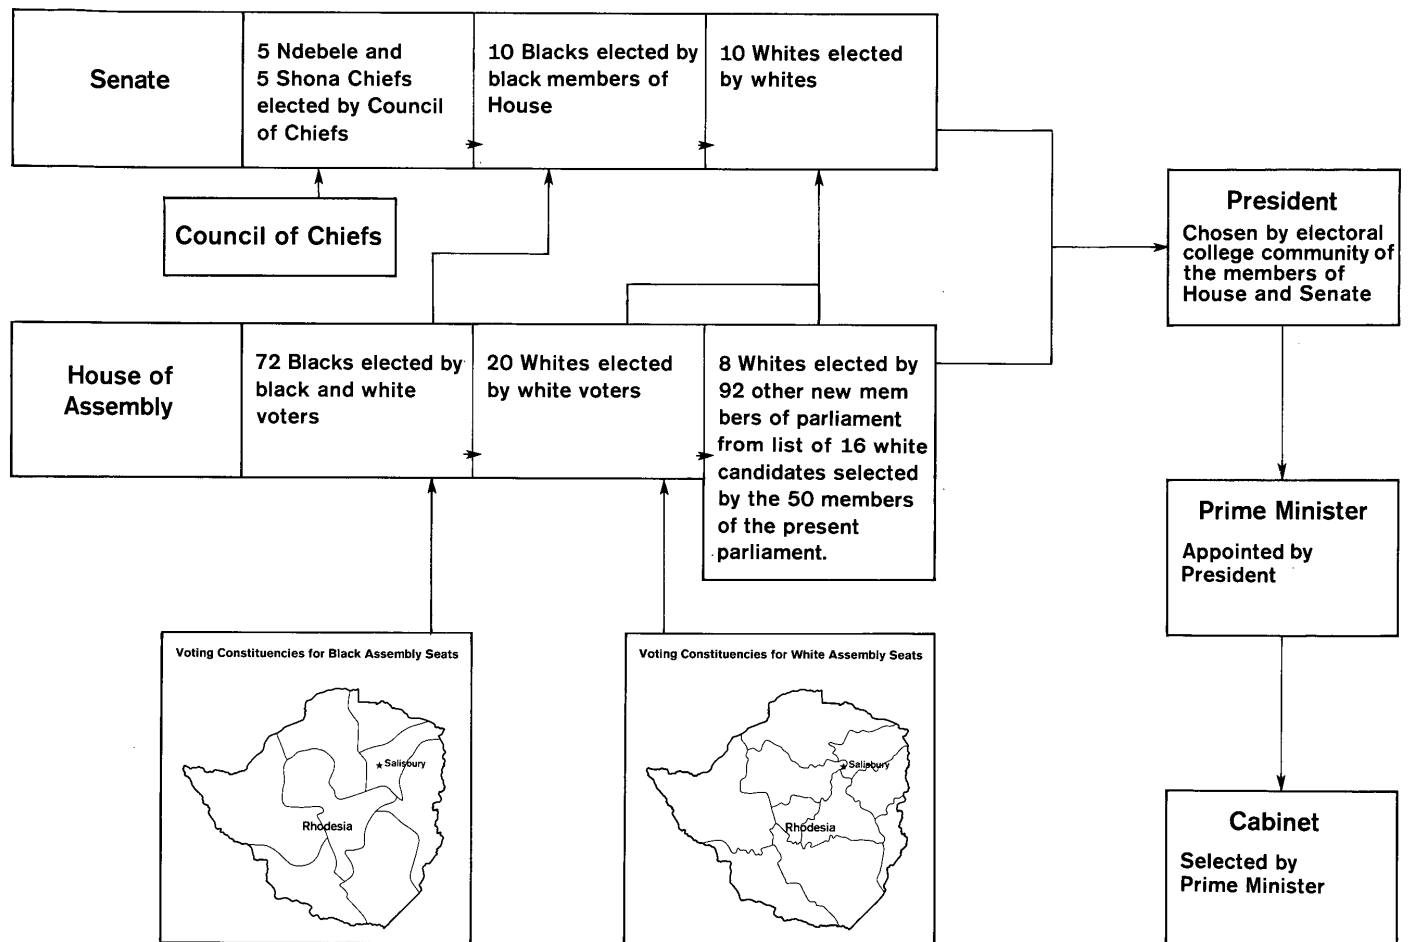 Senate
5 Ndebele and
5 Shona Chiefs
elected by Council
of Chiefs
10 Blacks elected by
black members of
House
10 Whites elected
by whites
Council of Chiefs
President
Chosen by electoral
college community of
the members of
House and Senate
House of
Assembly
72 Blacks elected by
black and white
voters
20 Whites elected
by white voters
8 Whites elected by
92 other new mem
bers of parliament
from list of 16 white
candidates selected
by the 50 members
of the present
parliament.
Prime Minister
Appointed by
President
Voting Constituencies for Black Assembly Seats
Salisbury
Rhodesia
Voting Constituencies for White Assembly Seats
Salisbury
Rhodesia
Cabinet
Selected by
Prime Minister